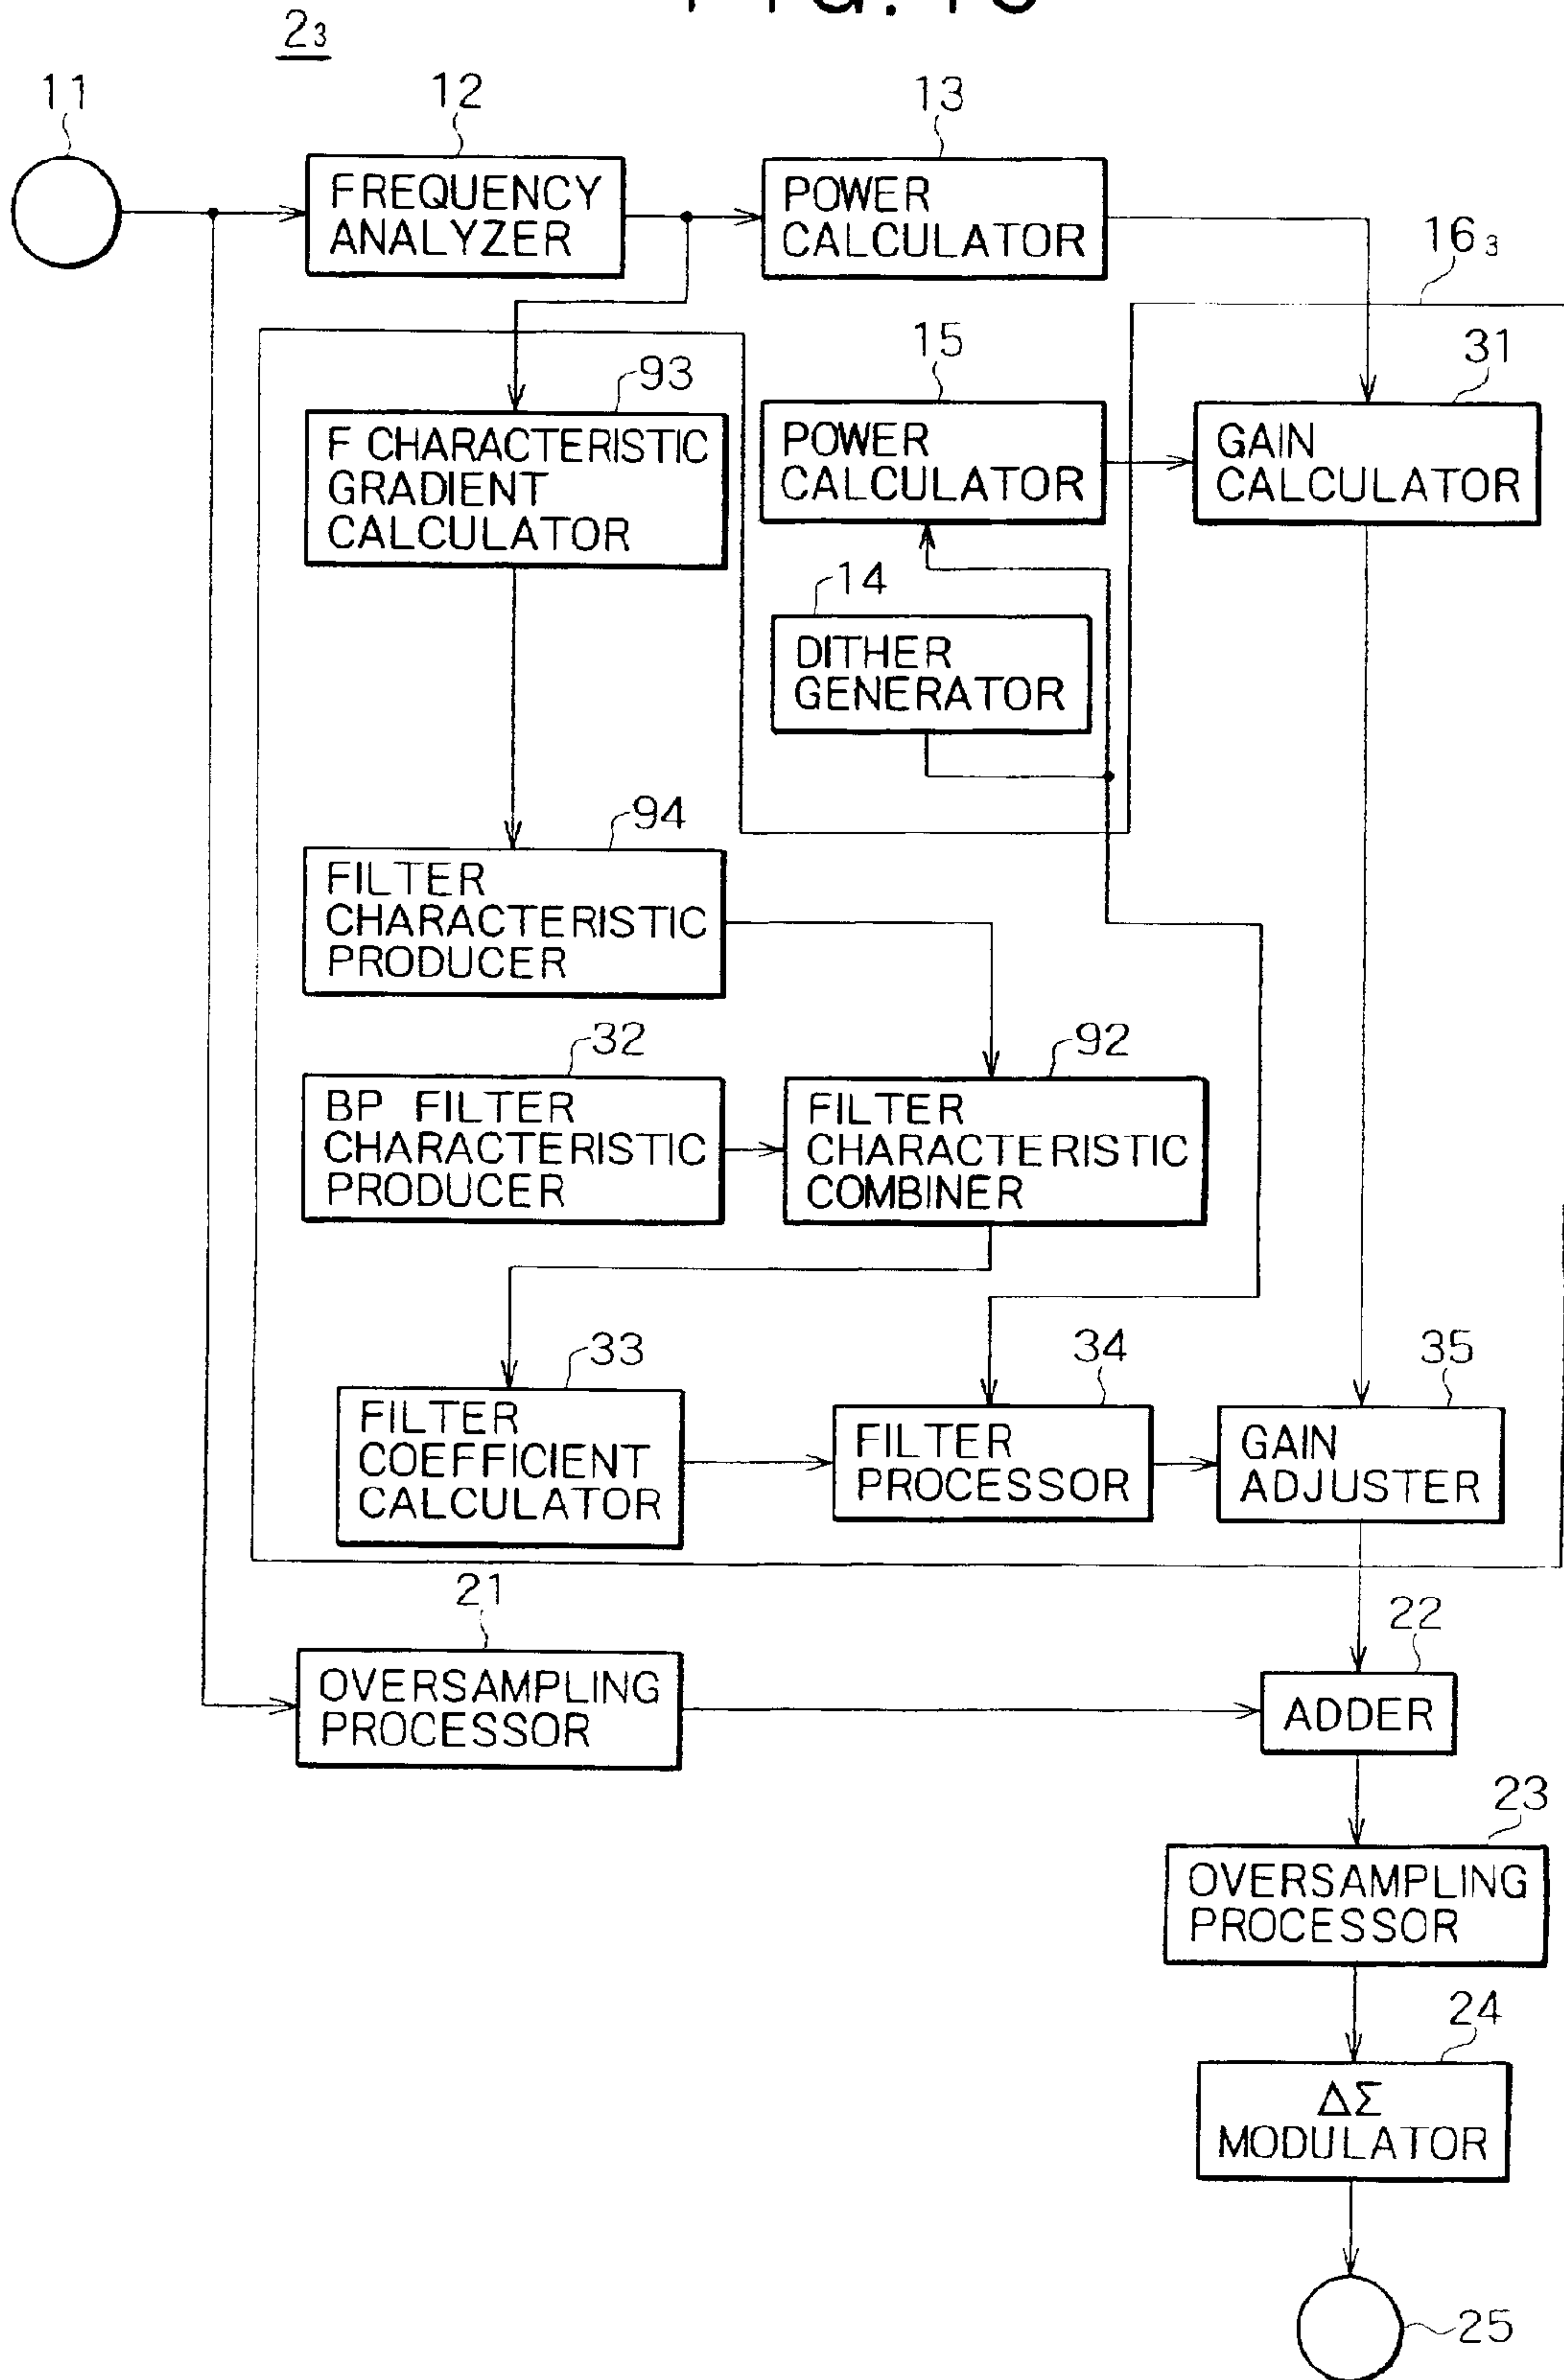 2₃
11
12
13
FREQUENCY
ANALYZER
POWER
CALCULATOR
16₃
93
15
31
F CHARACTERISTIC
GRADIENT
CALCULATOR
POWER
CALCULATOR
GAIN
CALCULATOR
14
DITHER
GENERATOR
94
FILTER
CHARACTERISTIC
PRODUCER
32
92
BP FILTER
CHARACTERISTIC
PRODUCER
FILTER
CHARACTERISTIC
COMBINER
33
34
35
FILTER
COEFFICIENT
CALCULATOR
FILTER
PROCESSOR
GAIN
ADJUSTER
21
22
OVERSAMPLING
PROCESSOR
ADDER
23
OVERSAMPLING
PROCESSOR
24
ΔΣ
MODULATOR
25